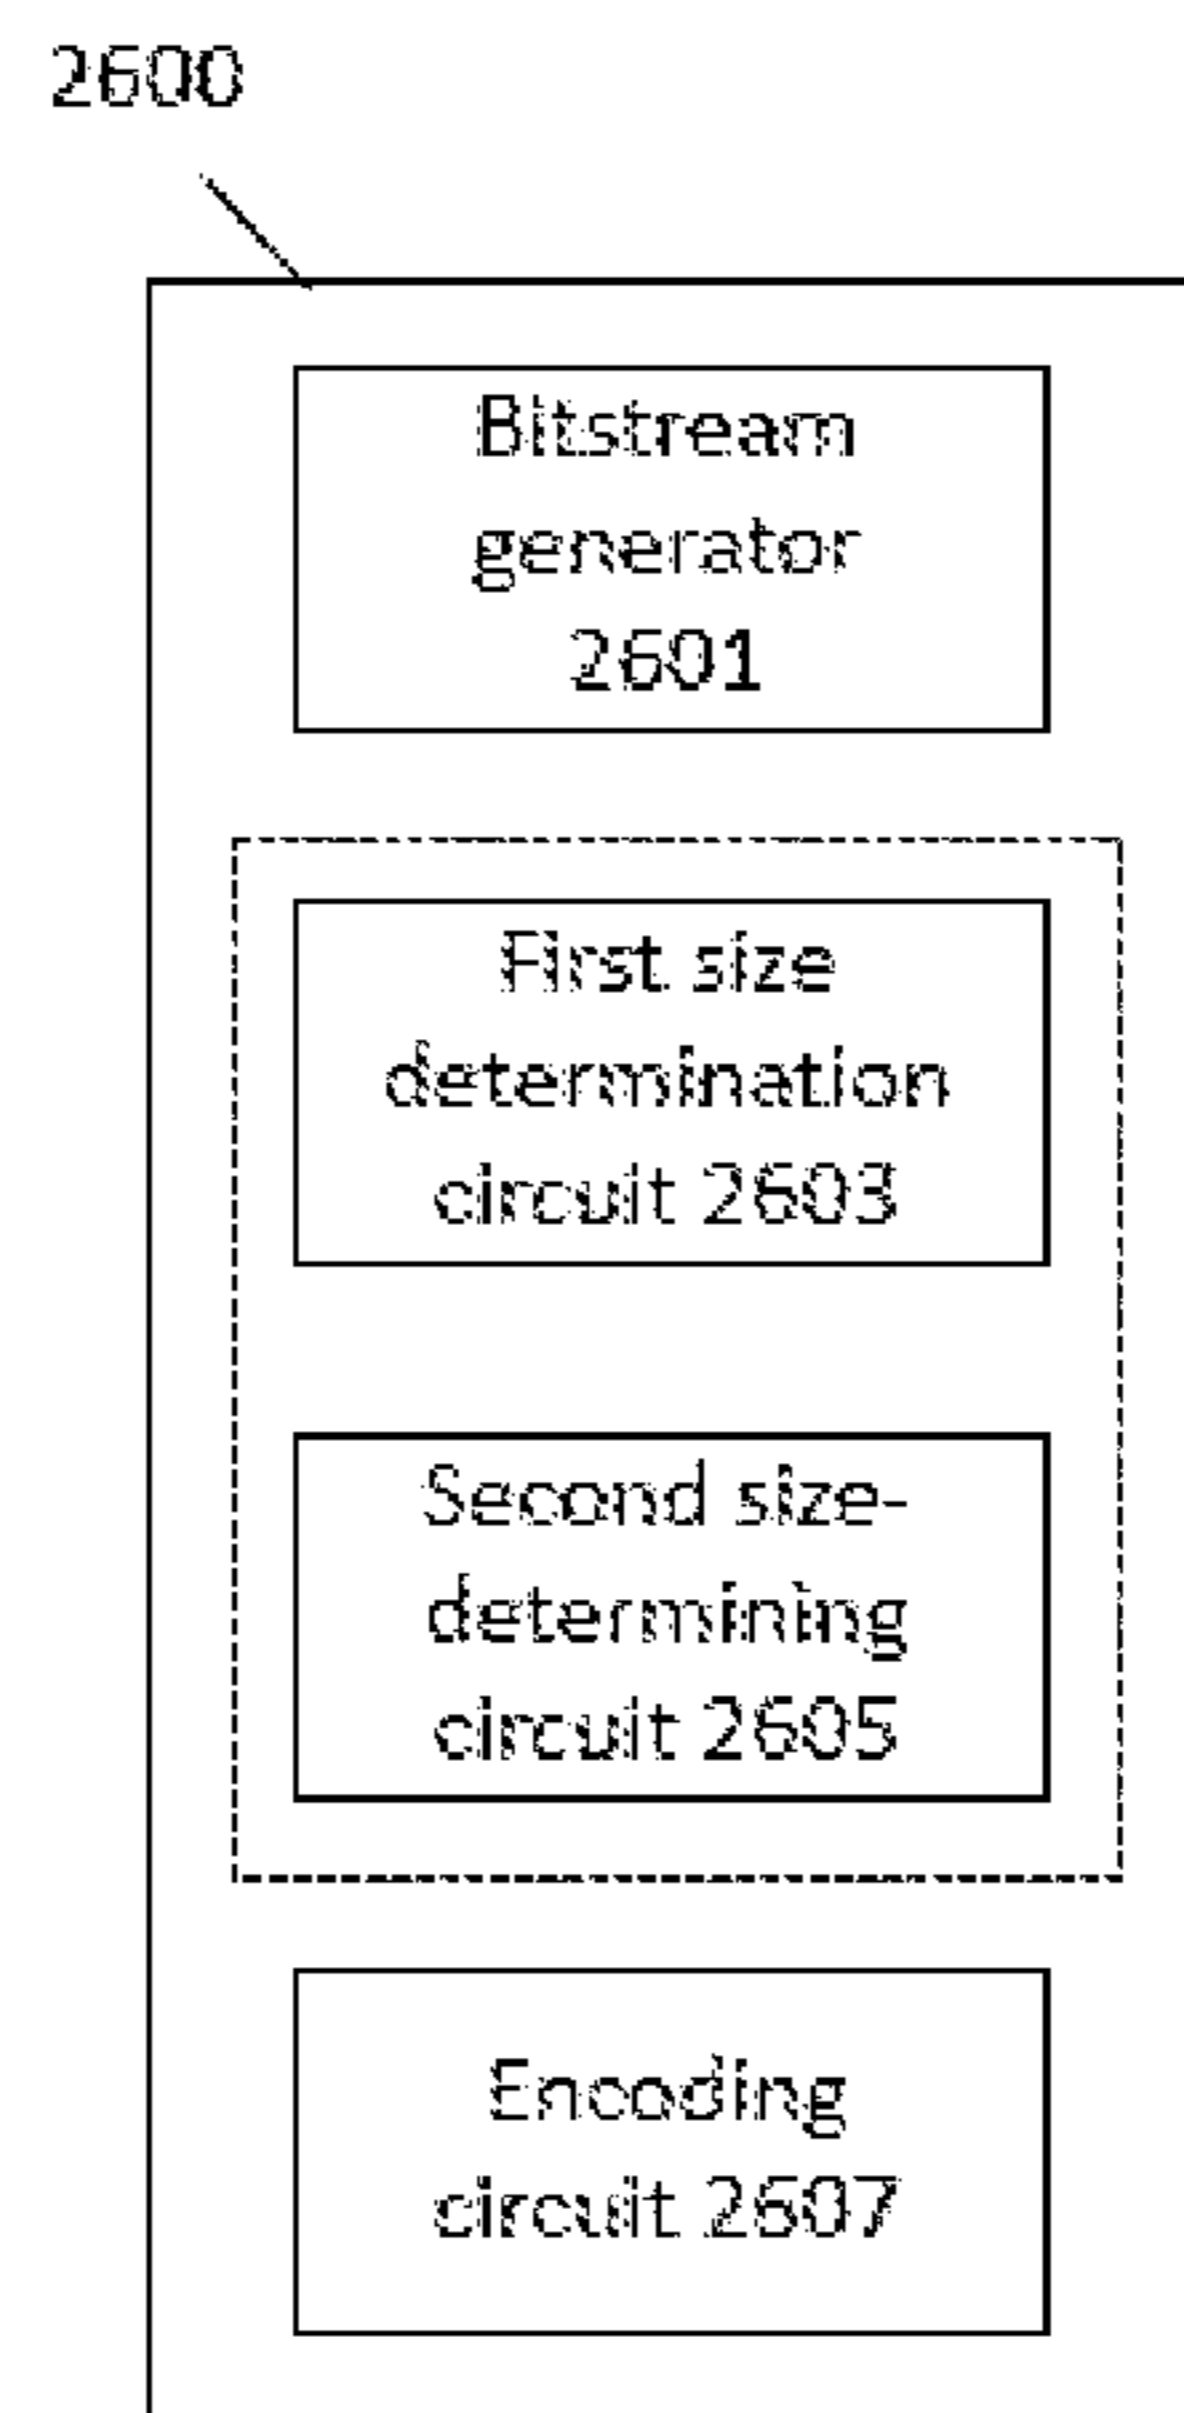 2600
Bitstream
generator
2601
First size
determination
circuit 2603
Second size-
determining
circuit 2605
Encoding
circuit 2607